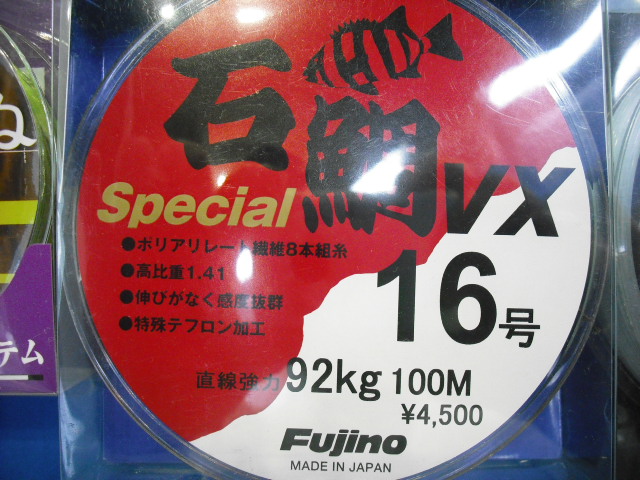 石鯛
Special VX
●ポリアリレート繊維8本組糸
●高比重1.41
●伸びがなく感度抜群
●特殊テフロン加工
16号
直線強力92kg 100M
¥4,500
Fujino
MADE IN JAPAN
ね
テム